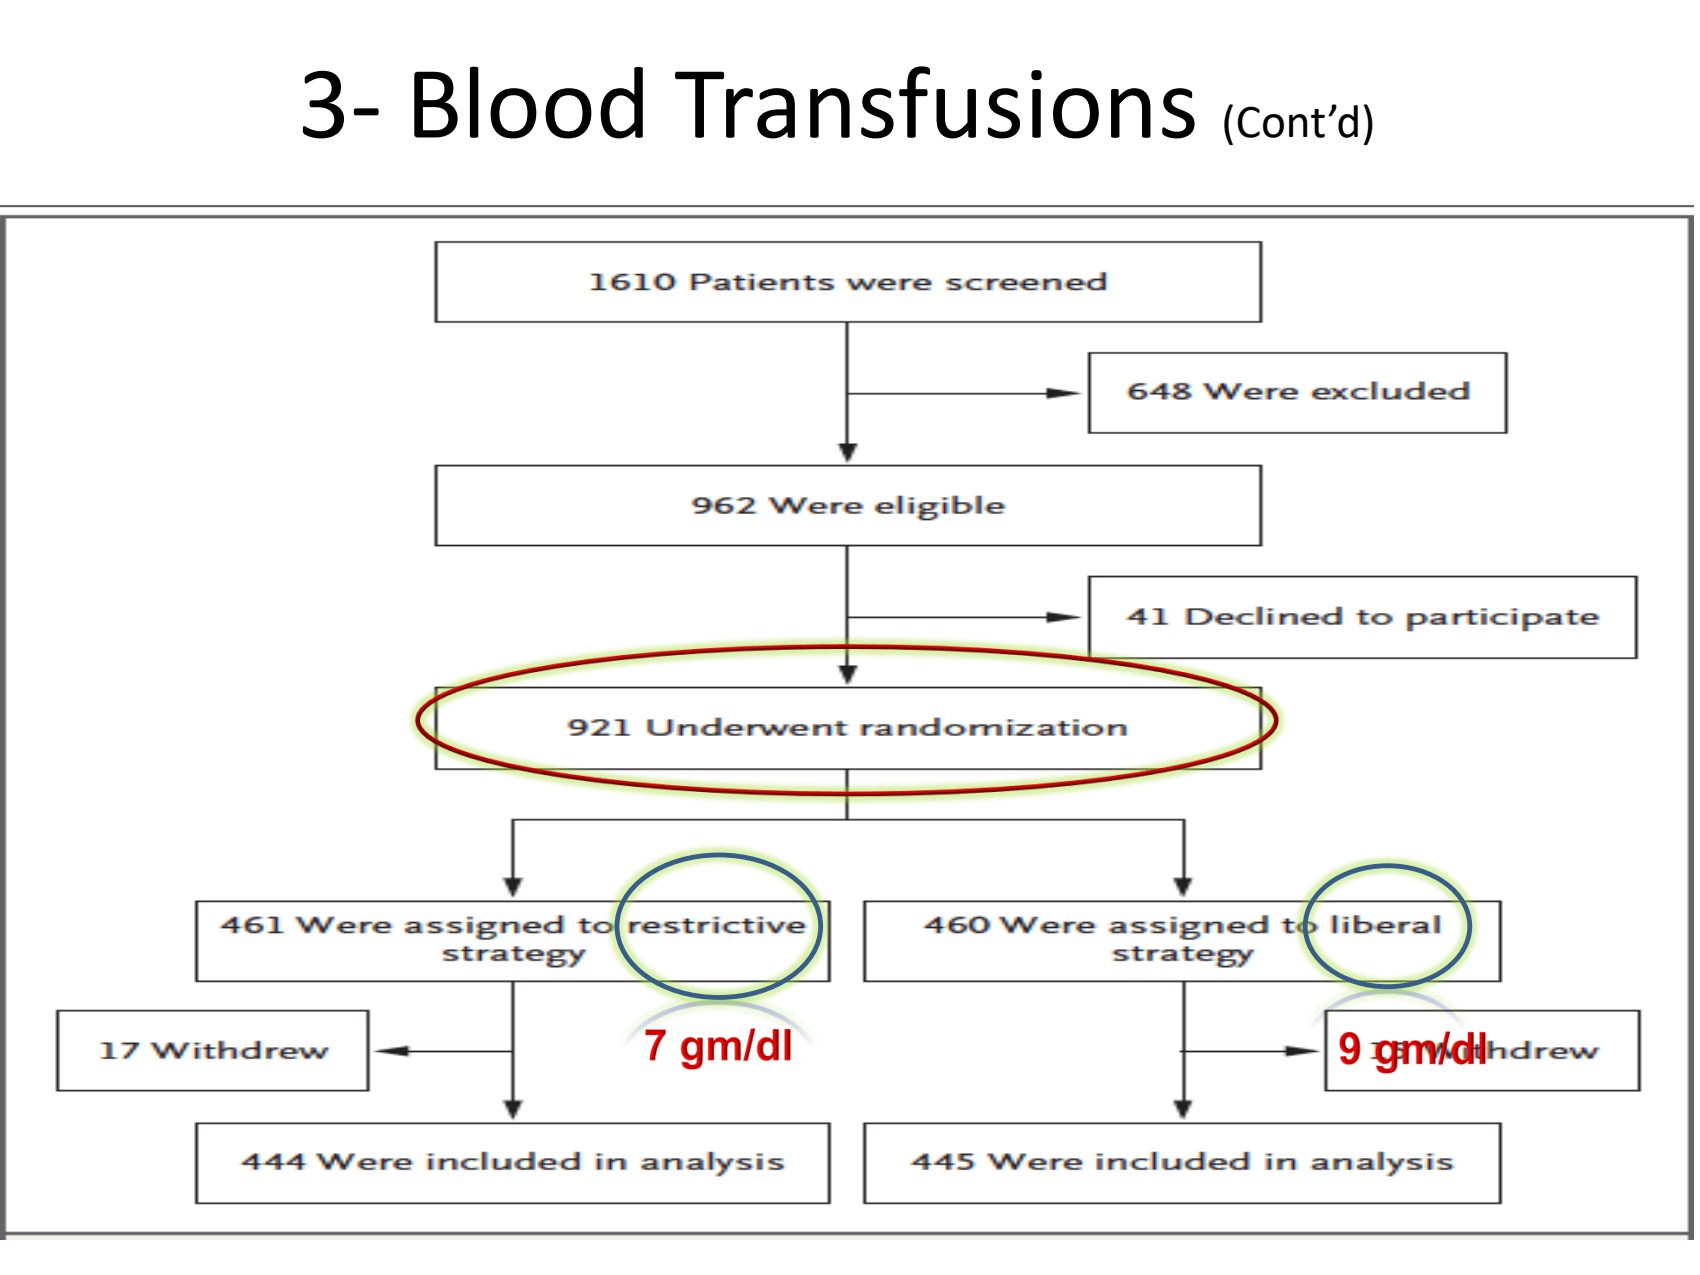 3- Blood Transfusions (Cont’d)
1610 Patients were screened
648 Were excluded
962 Were eligible
41 Declined to participate
921 Underwent randomization
461 Were assigned to restrictive
strategy
460 Were assigned to liberal
strategy
17 Withdrew
7 gm/dl
9 gm/dl
Withdrew
444 Were included in analysis
445 Were included in analysis